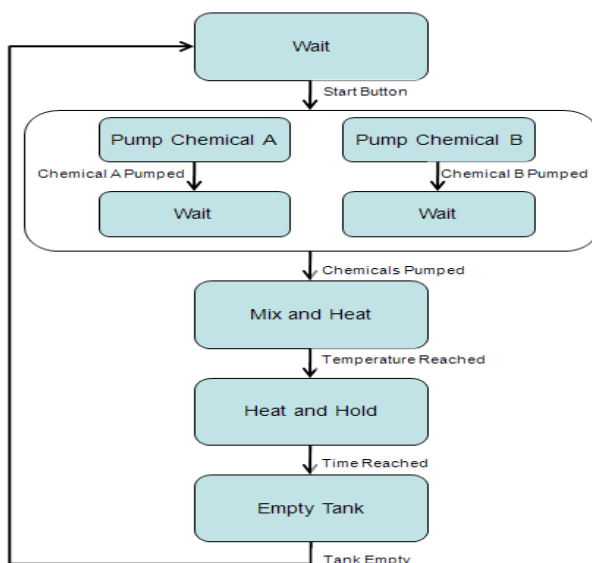 Wait
Start Button
Pump Chemical A
Pump Chemical B
Chemical A Pumped
Chemical B Pumped
Wait
Wait
Chemicals Pumped
Mix and Heat
Temperature Reached
Heat and Hold
Time Reached
Empty Tank
Tank Empty